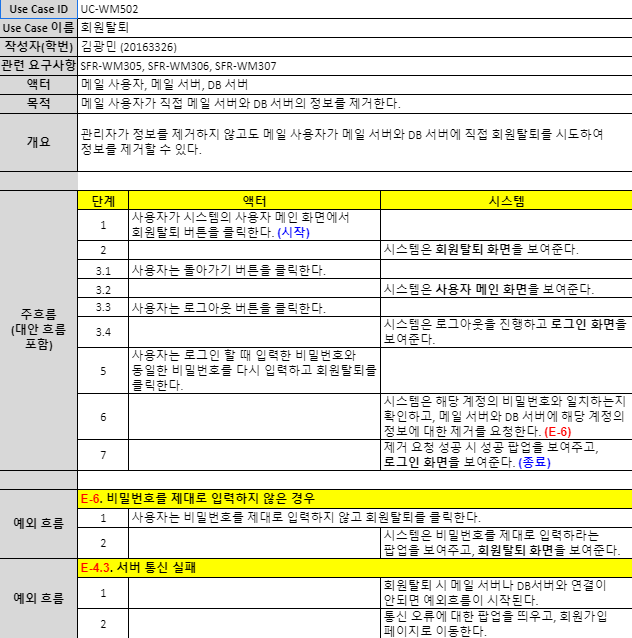 Use Case ID UC-WM502
Use Case 이름 회원탈퇴
작성자(학번) 김광민 (20163326)
관련 요구사항 SFR-WM305, SFR-WM306, SFR-WM307
액터 메일 사용자, 메일 서버, DB 서버
목적 메일 사용자가 직접 메일 서버와 DB 서버의 정보를 제거한다.
개요
관리자가 정보를 제거하지 않고도 메일 사용자가 메일 서버와 DB 서버에 직접 회원탈퇴를 시도하여
정보를 제거할 수 있다.
주흐름
(대안 흐름
포함)
단계 액터 시스템
1
사용자가 시스템의 사용자 메인 화면에서
회원탈퇴 버튼을 클릭한다. (시작)
2 시스템은 회원탈퇴 화면을 보여준다.
3.1 사용자는 돌아가기 버튼을 클릭한다.
3.2 시스템은 사용자 메인 화면을 보여준다.
3.3 사용자는 로그아웃 버튼을 클릭한다.
3.4
시스템은 로그아웃을 진행하고 로그인 화면을
보여준다.
5
사용자는 로그인 할 때 입력한 비밀번호와
동일한 비밀번호를 다시 입력하고 회원탈퇴를
클릭한다.
6
시스템은 해당 계정의 비밀번호와 일치하는지
확인하고, 메일 서버와 DB 서버에 해당 계정의
정보에 대한 제거를 요청한다. (E-6)
7
제거 요청 성공 시 성공 팝업을 보여주고,
로그인 화면을 보여준다. (종료)
예외 흐름
E-6. 비밀번호를 제대로 입력하지 않은 경우
1 사용자는 비밀번호를 제대로 입력하지 않고 회원탈퇴를 클릭한다.
2
시스템은 비밀번호를 제대로 입력하라는
팝업을 보여주고, 회원탈퇴 화면을 보여준다.
예외 흐름
E-4.3. 서버 통신 실패
1
회원탈퇴 시 메일 서버나 DB서버와 연결이
안되면 예외흐름이 시작된다.
2
통신 오류에 대한 팝업을 띄우고, 회원가입
페이지로 이동한다.